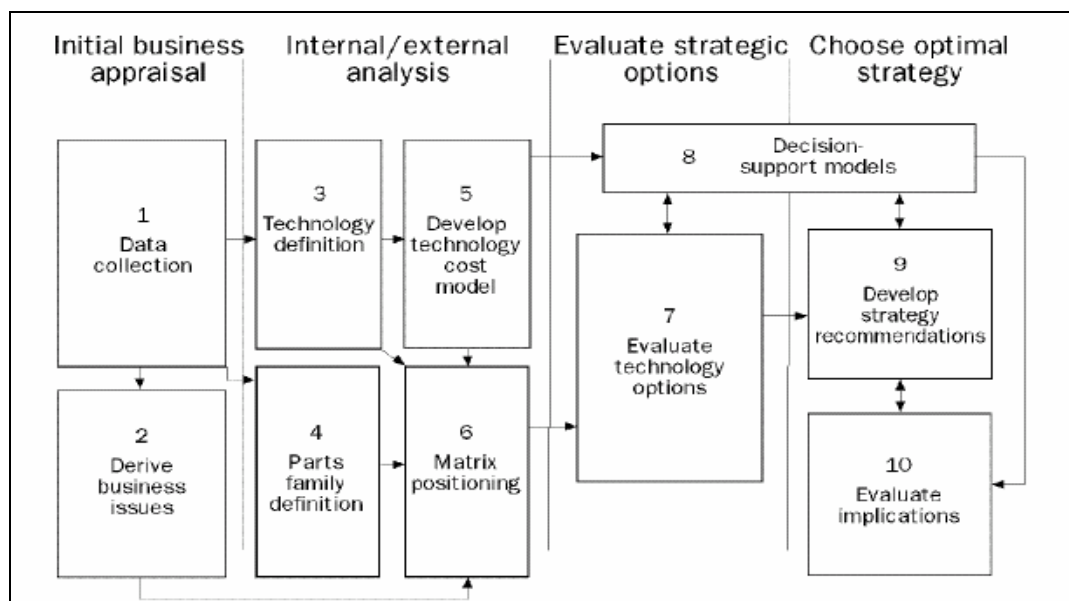 Initial business
appraisal
Internal/external
analysis
Evaluate strategic
options
Choose optimal
strategy
1
Data
collection
2
Derive
business
issues
3
Technology
definition
4
Parts
family
definition
5
Develop
technology
cost
model
6
Matrix
positioning
7
Evaluate
technology
options
8 Decision-
support models
9
Develop
strategy
recommendations
10
Evaluate
implications